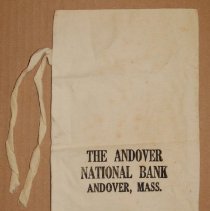 THE ANDOVER
NATIONAL BANK
ANDOVER, MASS.